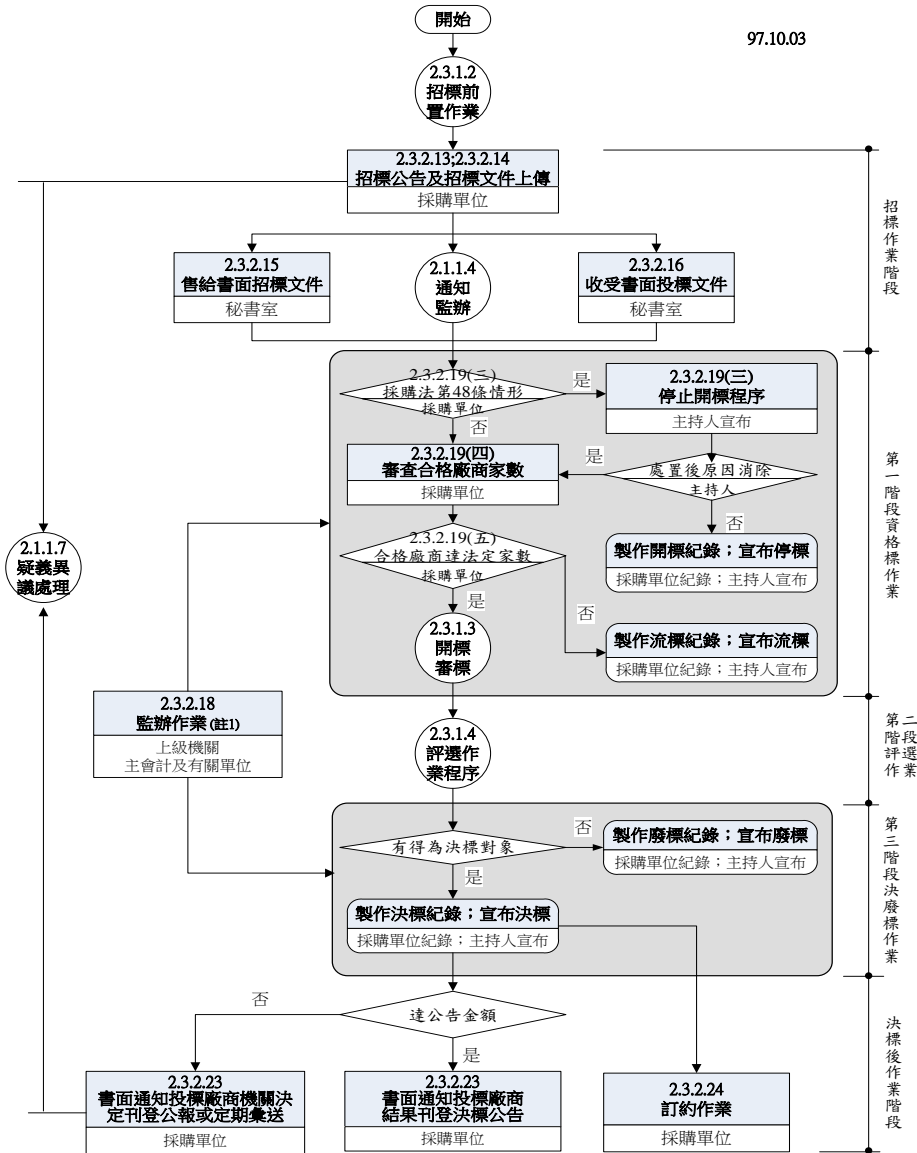 開始
97.10.03
2.3.1.2
招標前
置作業
2.3.2.13;2.3.2.14
招標公告及招標文件上傳
採購單位
招標作業階段
2.3.2.15
售給書面招標文件
秘書室
2.1.1.4
通知
監辦
2.3.2.16
收受書面投標文件
秘書室
2.3.2.19(三)
採購法第48條情形
採購單位
是
否
2.3.2.19(三)
停止開標程序
主持人宣布
2.3.2.19(四)
審查合格廠商家數
採購單位
是
處置後原因消除
主持人
否
第一階段資格標作業
2.3.2.19(五)
合格廠商達法定家數
採購單位
是
否
製作開標紀錄；宣布停標
採購單位紀錄；主持人宣布
2.1.1.7
疑義異
議處理
2.3.1.3
開標
審標
製作流標紀錄；宣布流標
採購單位紀錄；主持人宣布
2.3.2.18
監辦作業(註1)
上級機關
主會計及有關單位
2.3.1.4
評選作
業程序
第二階段評選作業
有得為決標對象
否
是
製作廢標紀錄；宣布廢標
採購單位紀錄；主持人宣布
製作決標紀錄；宣布決標
採購單位紀錄；主持人宣布
第三階段決廢標作業
達公告金額
否
是
2.3.2.23
書面通知投標廠商機關決
定刊登公報或定期彙送
採購單位
2.3.2.23
書面通知投標廠商
結果刊登決標公告
採購單位
2.3.2.24
訂約作業
採購單位
決標後作業階段